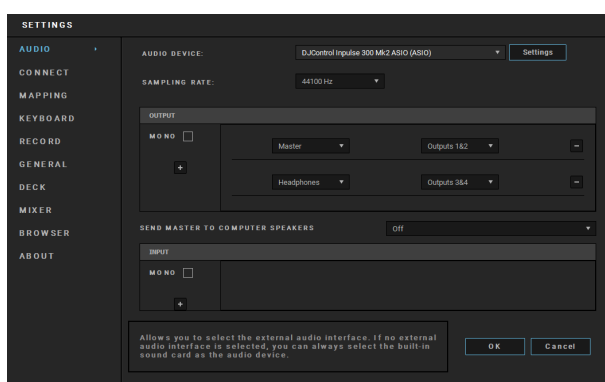 SETTINGS
AUDIO
CONNECT
MAPPING
KEYBOARD
RECORD
GENERAL
DECK
MIXER
BROWSER
ABOUT
AUDIO DEVICE: DJControl Inpulse 300 Mk2 ASIO (ASIO) Settings
SAMPLING RATE: 44100 Hz
OUTPUT
MONO
+
Master Outputs 1&2 −
Headphones Outputs 3&4 −
SEND MASTER TO COMPUTER SPEAKERS Off
INPUT
MONO
+
Allows you to select the external audio interface. If no external
audio interface is selected, you can always select the built-in
sound card as the audio device.
OK Cancel